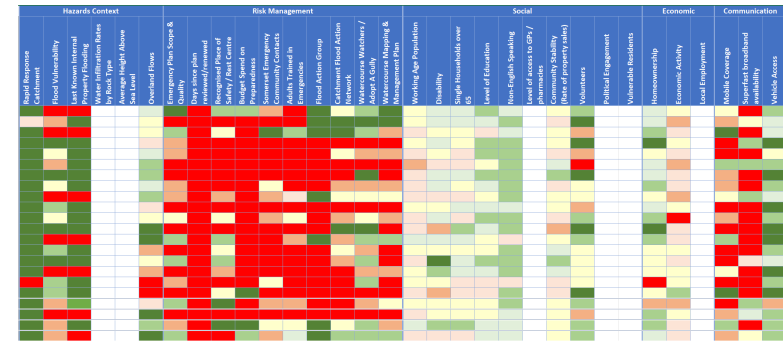 Hazards Context
Risk Management
Social
Economic
Communication
Rapid Response
Catchment
Flood Vulnerability
Last Known Internal
Property Flooding
Water Infiltration Rates
by Rock Type
Average Height Above
Sea Level
Overland Flows
Emergency Plan Scope &
Quality
Days since plan
reviewed/renewed
Recognised Place of
Safety / Rest Centre
Budget Spend on
Preparedness
Somerset Emergency
Community Contacts
Adults Trained in
Emergencies
Flood Action Group
Catchment Flood Action
Network
Watercourse Watchers /
Adopt A Gully
Watercourse Mapping &
Management Plan
Working Age Population
Disability
Single Households over
65
Level of Education
Non-English Speaking
Level of access to GPs /
pharmacies
Community Stability
(Rate of property sales)
Volunteers
Political Engagement
Vulnerable Residents
Homeownership
Economic Activity
Local Employment
Mobile Coverage
Superfast broadband
availability
Vehicle Access